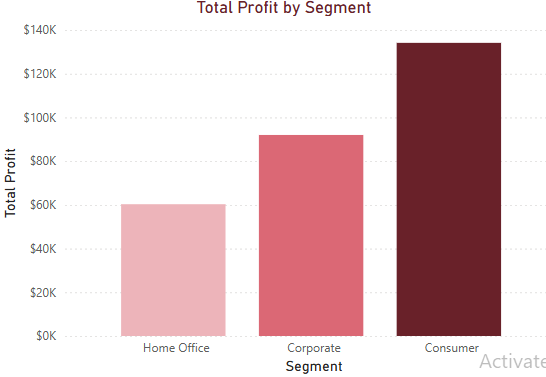 Total Profit by Segment
$140K
$120K
$100K
$80K
$60K
$40K
$20K
$0K
Total Profit
Home Office
Corporate
Consumer
Segment
Activate